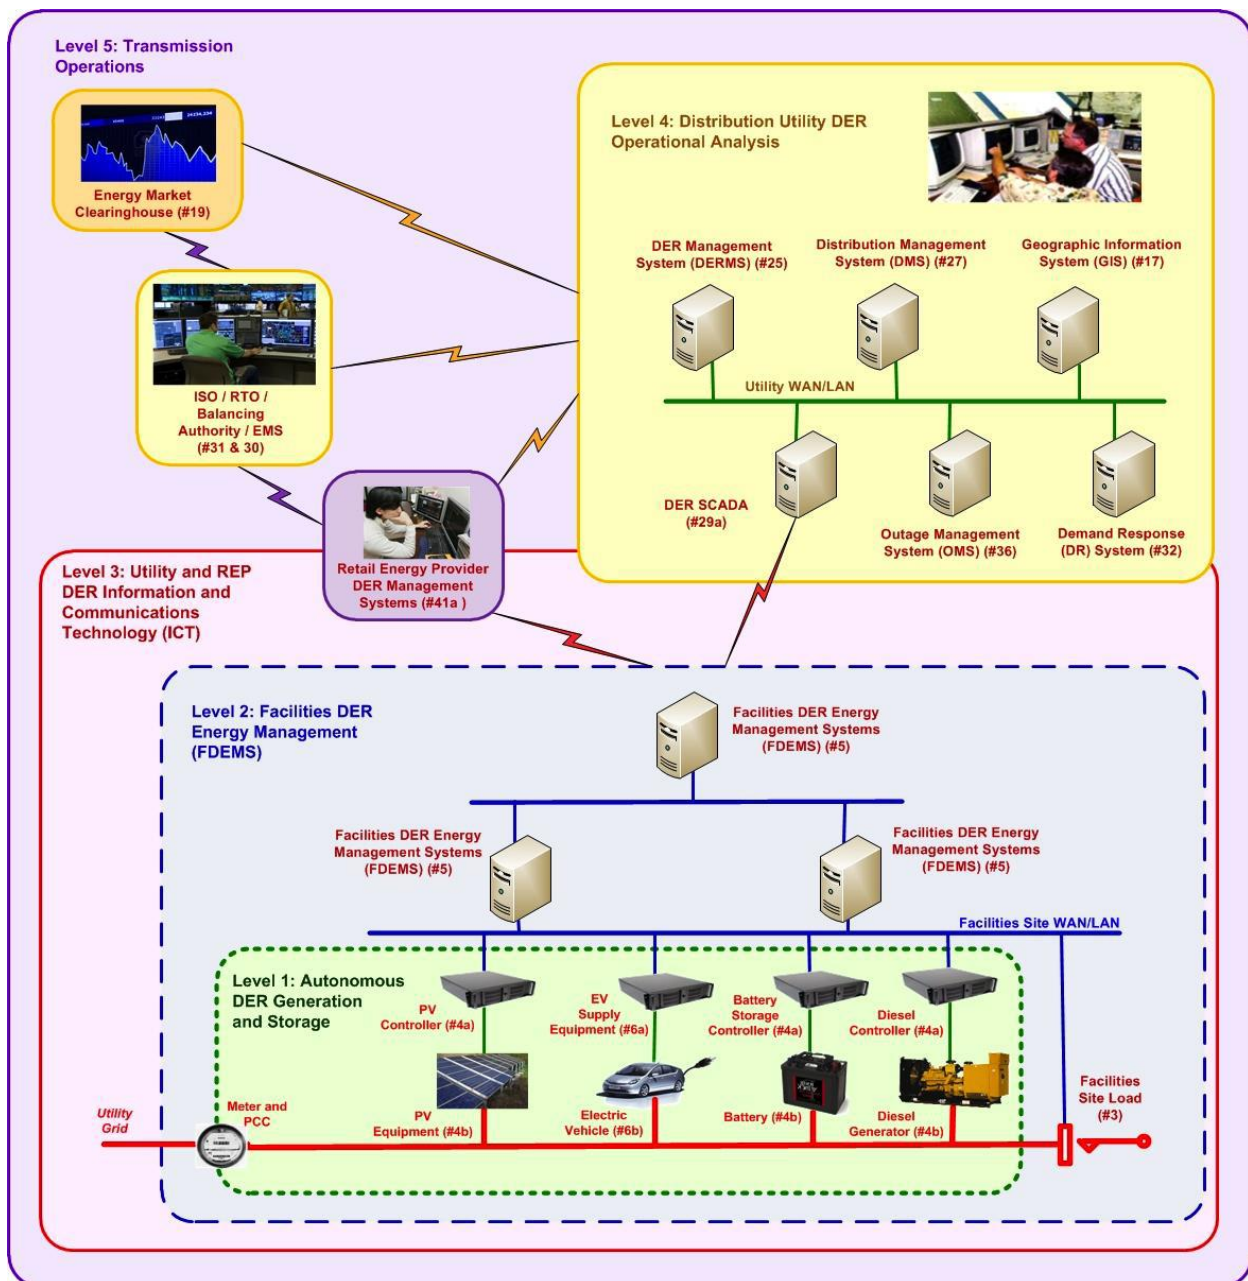 Level 5: Transmission
Operations
Energy Market
Clearinghouse (#19)
Level 4: Distribution Utility DER
Operational Analysis
DER Management
System (DERMS) (#25)
Distribution Management
System (DMS) (#27)
Geographic Information
System (GIS) (#17)
Utility WAN/LAN
ISO / RTO /
Balancing
Authority / EMS
(#31 & 30)
DER SCADA
(#29a)
Outage Management
System (OMS) (#36)
Demand Response
(DR) System (#32)
Retail Energy Provider
DER Management
Systems (#41a )
Level 3: Utility and REP
DER Information and
Communications
Technology (ICT)
Level 2: Facilities DER
Energy Management
(FDEMS)
Facilities DER Energy
Management Systems
(FDEMS) (#5)
Facilities DER Energy
Management Systems
(FDEMS) (#5)
Facilities DER Energy
Management Systems
(FDEMS) (#5)
Facilities Site WAN/LAN
Level 1: Autonomous
DER Generation
and Storage
PV
Controller (#4a)
EV
Supply
Equipment (#6a)
Battery
Storage
Controller (#4a)
Diesel
Controller (#4a)
Utility
Grid
Meter and
PCC
PV
Equipment (#4b)
Electric
Vehicle (#6b)
Battery (#4b)
Diesel
Generator (#4b)
Facilities
Site Load
(#3)